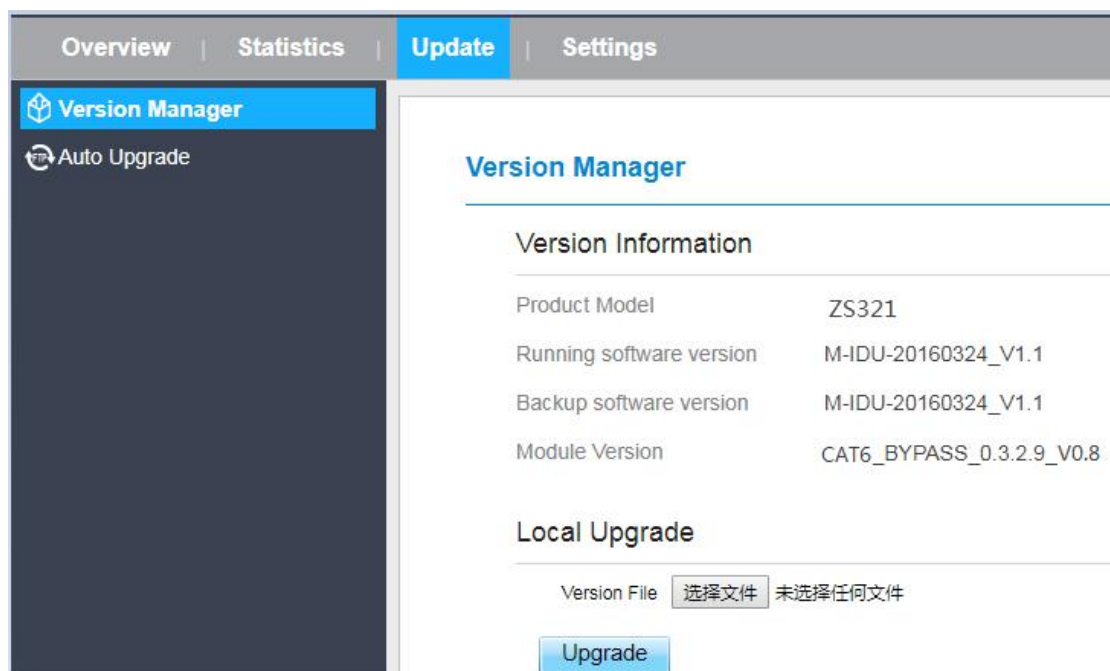 Overview | Statistics | Update | Settings
Version Manager
FTP Auto Upgrade
Version Manager
Version Information
Product Model ZS321
Running software version M-IDU-20160324_V1.1
Backup software version M-IDU-20160324_V1.1
Module Version CAT6_BYPASS_0.3.2.9_V0.8
Local Upgrade
Version File 选择文件 未选择任何文件
Upgrade